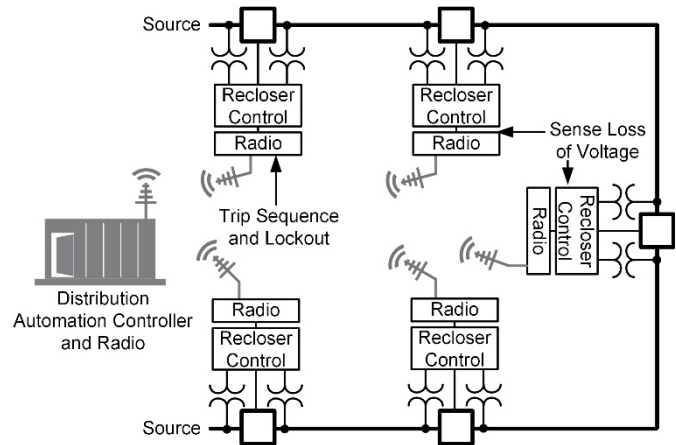 Source
Recloser
Control
Radio
Recloser
Control
Radio
Sense Loss
of Voltage
Trip Sequence
and Lockout
Radio
Recloser
Control
Distribution
Automation Controller
and Radio
Radio
Recloser
Control
Radio
Recloser
Control
Source